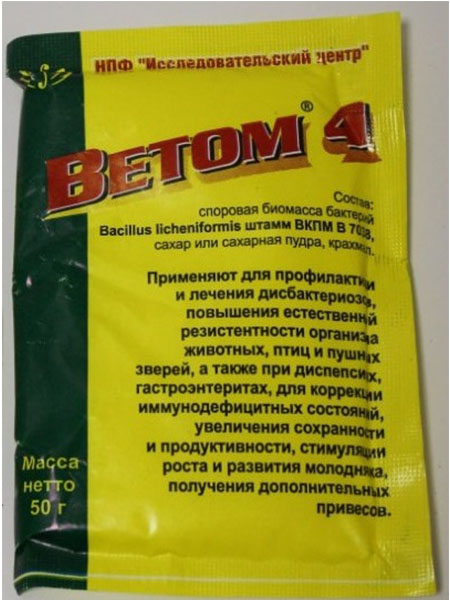 НПФ "Исследовательский центр"
ВЕТОМ® 4
Состав:
споровая биомасса бактерий
Bacillus licheniformis штамм ВКПМ В 7038,
сахар или сахарная пудра, крахмал.
Применяют для профилактики
и лечения дисбактериозов,
повышения естественной
резистентности организма
животных, птиц и пушных
зверей, а также при диспепсиях,
гастроэнтеритах, для коррекции
иммунодефицитных состояний,
увеличения сохранности
и продуктивности, стимуляции
роста и развития молодняка,
получения дополнительных
привесов.
Масса
нетто
50 г